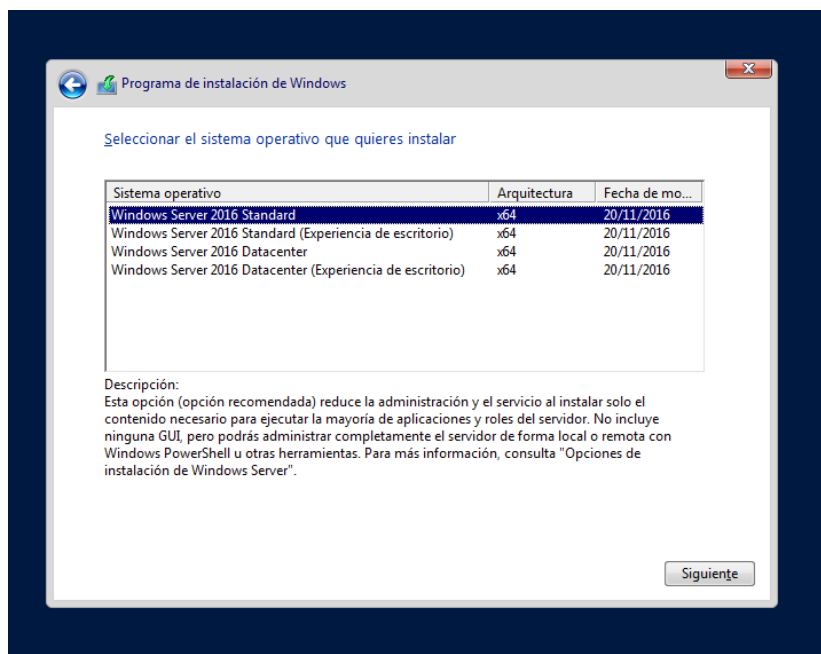 Programa de instalación de Windows
Seleccionar el sistema operativo que quieres instalar
Sistema operativo Arquitectura Fecha de mo...
Windows Server 2016 Standard x64 20/11/2016
Windows Server 2016 Standard (Experiencia de escritorio) x64 20/11/2016
Windows Server 2016 Datacenter x64 20/11/2016
Windows Server 2016 Datacenter (Experiencia de escritorio) x64 20/11/2016
Descripción:
Esta opción (opción recomendada) reduce la administración y el servicio al instalar solo el
contenido necesario para ejecutar la mayoría de aplicaciones y roles del servidor. No incluye
ninguna GUI, pero podrás administrar completamente el servidor de forma local o remota con
Windows PowerShell u otras herramientas. Para más información, consulta "Opciones de
instalación de Windows Server".
Siguiente